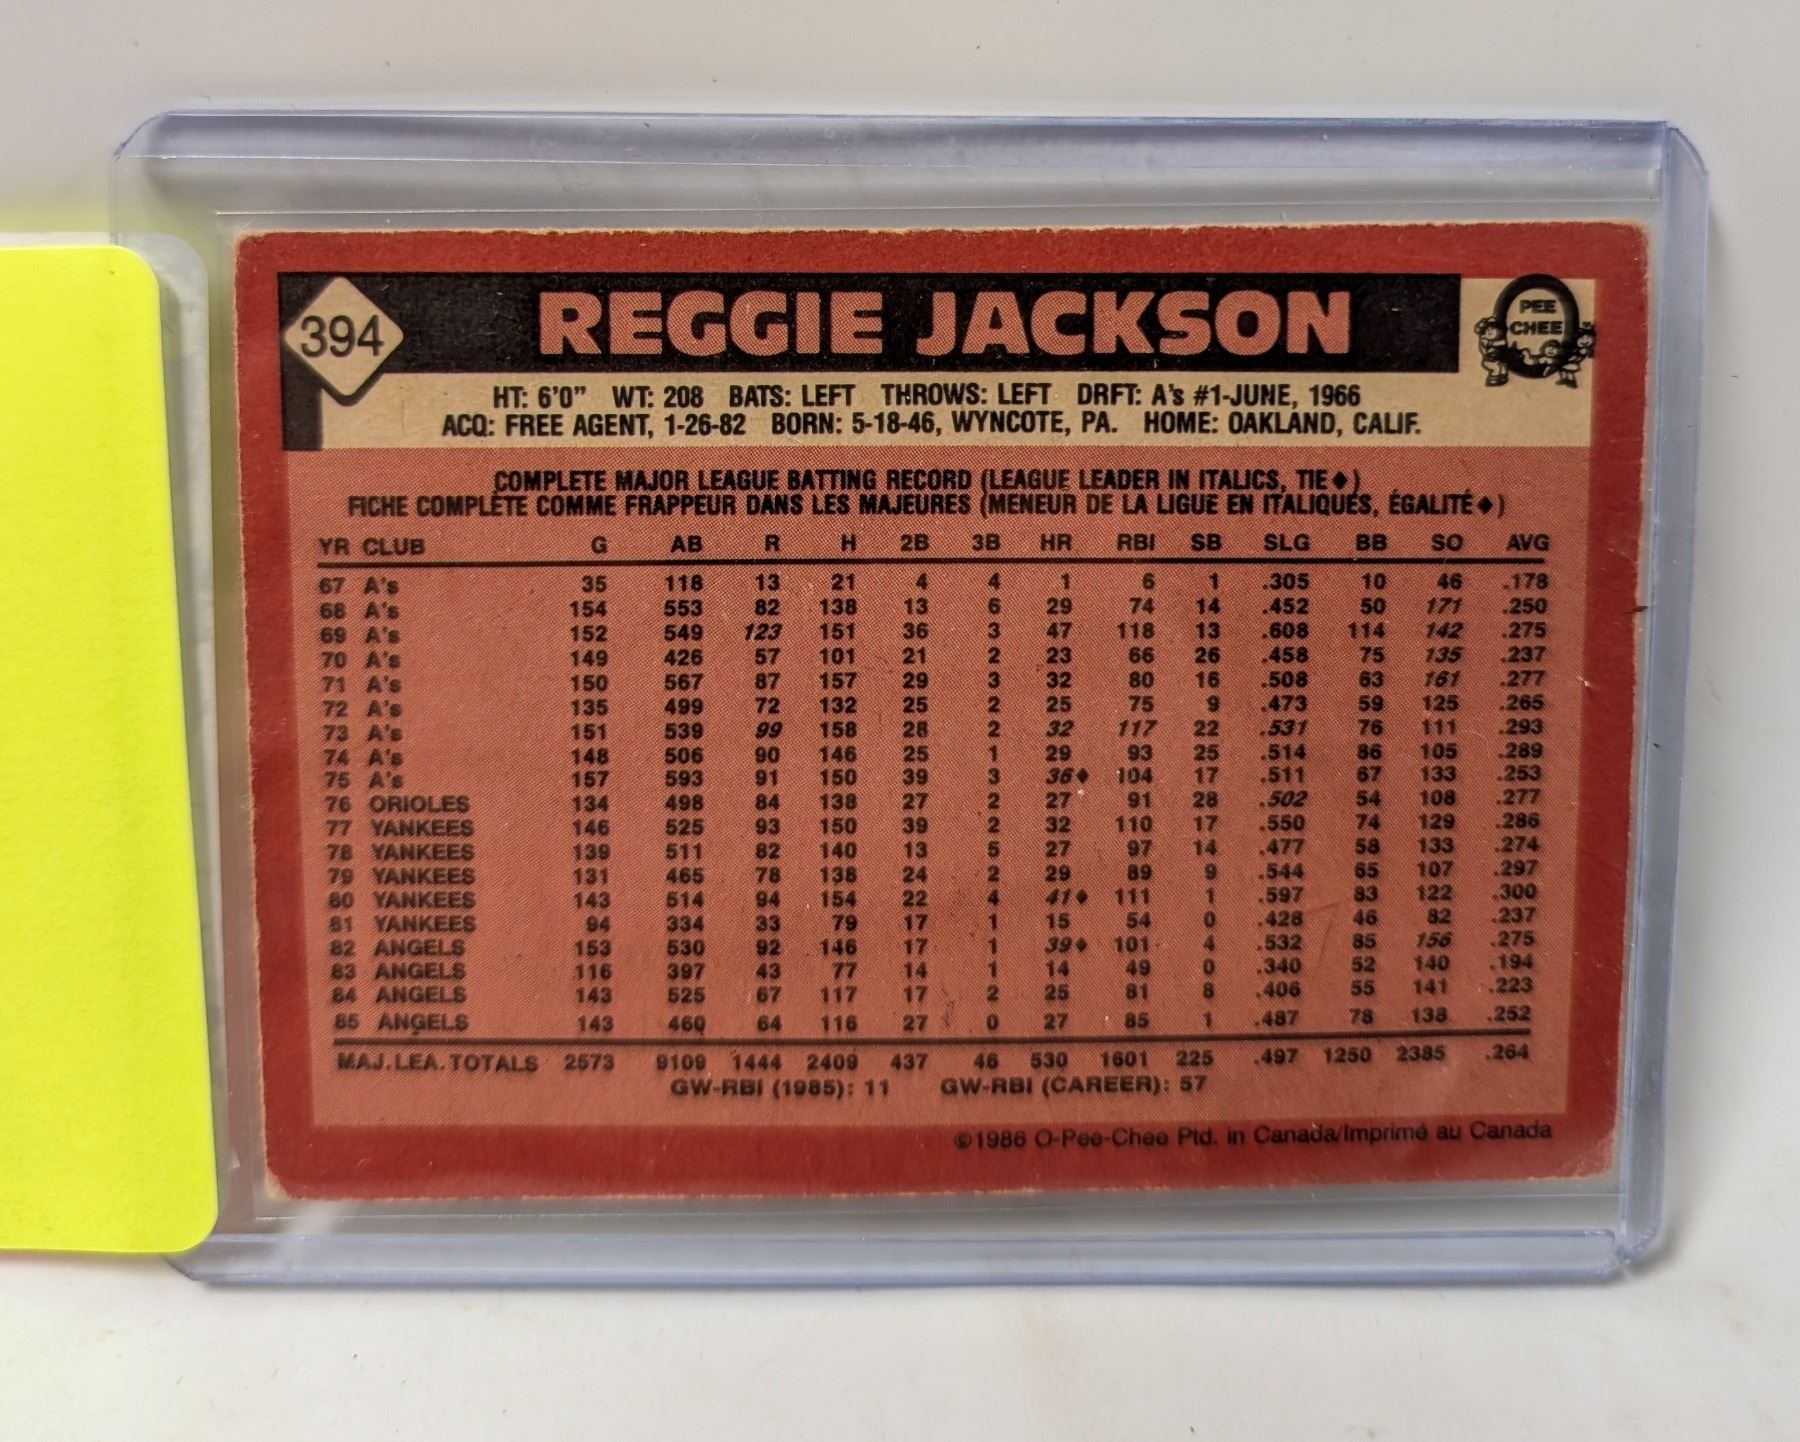 394
REGGIE JACKSON
PEE
CHEE
HT: 6'0" WT: 208 BATS: LEFT THROWS: LEFT DRFT: A's #1-JUNE, 1966
ACQ: FREE AGENT, 1-26-82 BORN: 5-18-46, WYNCOTE, PA. HOME: OAKLAND, CALIF.
COMPLETE MAJOR LEAGUE BATTING RECORD (LEAGUE LEADER IN ITALICS, TIE♦)
FICHE COMPLÈTE COMME FRAPPEUR DANS LES MAJEURES (MENEUR DE LA LIGUE EN ITALIQUES, ÉGALITÉ♦)
YR CLUB G AB R H 2B 3B HR RBI SB SLG BB SO AVG
67 A's 35 118 13 21 4 4 1 6 1 .305 10 46 .178
68 A's 154 553 82 138 13 6 29 74 14 .452 50 171 .250
69 A's 152 549 123 151 36 3 47 118 13 .608 114 142 .275
70 A's 149 426 57 101 21 2 23 66 26 .458 75 135 .237
71 A's 150 567 87 157 29 3 32 80 16 .508 63 161 .277
72 A's 135 499 72 132 25 2 25 75 9 .473 59 125 .265
73 A's 151 539 99 158 28 2 32 117 22 .531 76 111 .293
74 A's 148 506 90 146 25 1 29 93 25 .514 86 105 .289
75 A's 157 593 91 150 39 3 36♦ 104 17 .511 67 133 .253
76 ORIOLES 134 498 84 138 27 2 27 91 28 .502 54 108 .277
77 YANKEES 146 525 93 150 39 2 32 110 17 .550 74 129 .286
78 YANKEES 139 511 82 140 13 5 27 97 14 .477 58 133 .274
79 YANKEES 131 465 78 138 24 2 29 89 9 .544 65 107 .297
80 YANKEES 143 514 94 154 22 4 41♦ 111 1 .597 83 122 .300
81 YANKEES 94 334 33 79 17 1 15 54 0 .428 46 82 .237
82 ANGELS 153 530 92 146 17 1 39♦ 101 4 .532 85 156 .275
83 ANGELS 116 397 43 77 14 1 14 49 0 .340 52 140 .194
84 ANGELS 143 525 67 117 17 2 25 81 8 .406 55 141 .223
85 ANGELS 143 460 64 116 27 0 27 85 1 .487 78 138 .252
MAJ. LEA. TOTALS 2573 9109 1444 2409 437 46 530 1601 225 .497 1250 2385 .264
GW-RBI (1985): 11 GW-RBI (CAREER): 57
©1986 O-Pee-Chee Ptd. in Canada/Imprimé au Canada